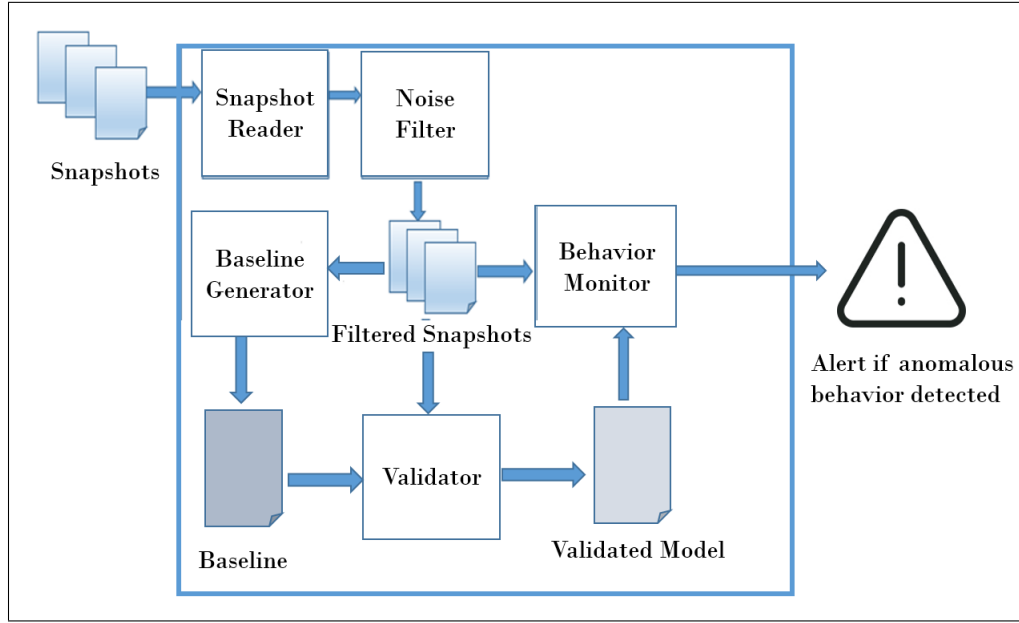 Snapshot
Reader
Noise
Filter
Snapshots
Baseline
Generator
Behavior
Monitor
Filtered Snapshots
Alert if anomalous
behavior detected
Validator
Baseline
Validated Model